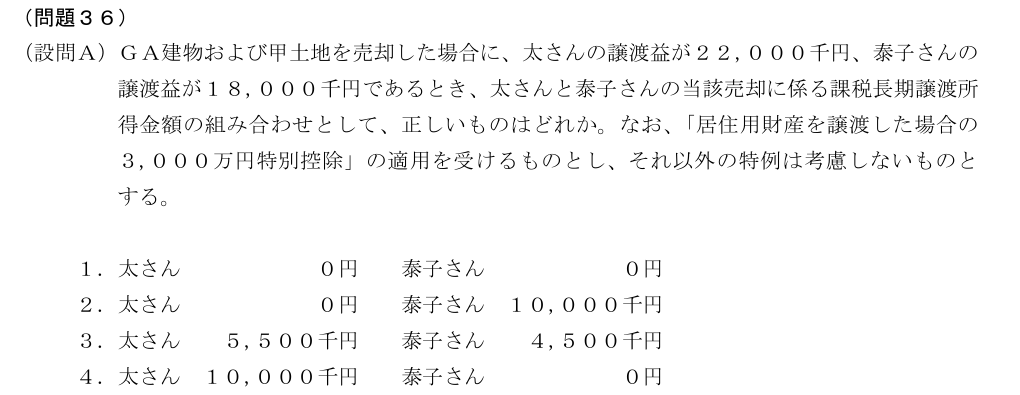 （問題３６）
（設問Ａ）ＧＡ建物および甲土地を売却した場合に、太さんの譲渡益が２２，０００千円、泰子さんの
譲渡益が１８，０００千円であるとき、太さんと泰子さんの当該売却に係る課税長期譲渡所
得金額の組み合わせとして、正しいものはどれか。なお、「居住用財産を譲渡した場合の
３，０００万円特別控除」の適用を受けるものとし、それ以外の特例は考慮しないものと
する。
１．太さん　０円　泰子さん　０円
２．太さん　０円　泰子さん　１０，０００千円
３．太さん　５，５００千円　泰子さん　４，５００千円
４．太さん　１０，０００千円　泰子さん　０円